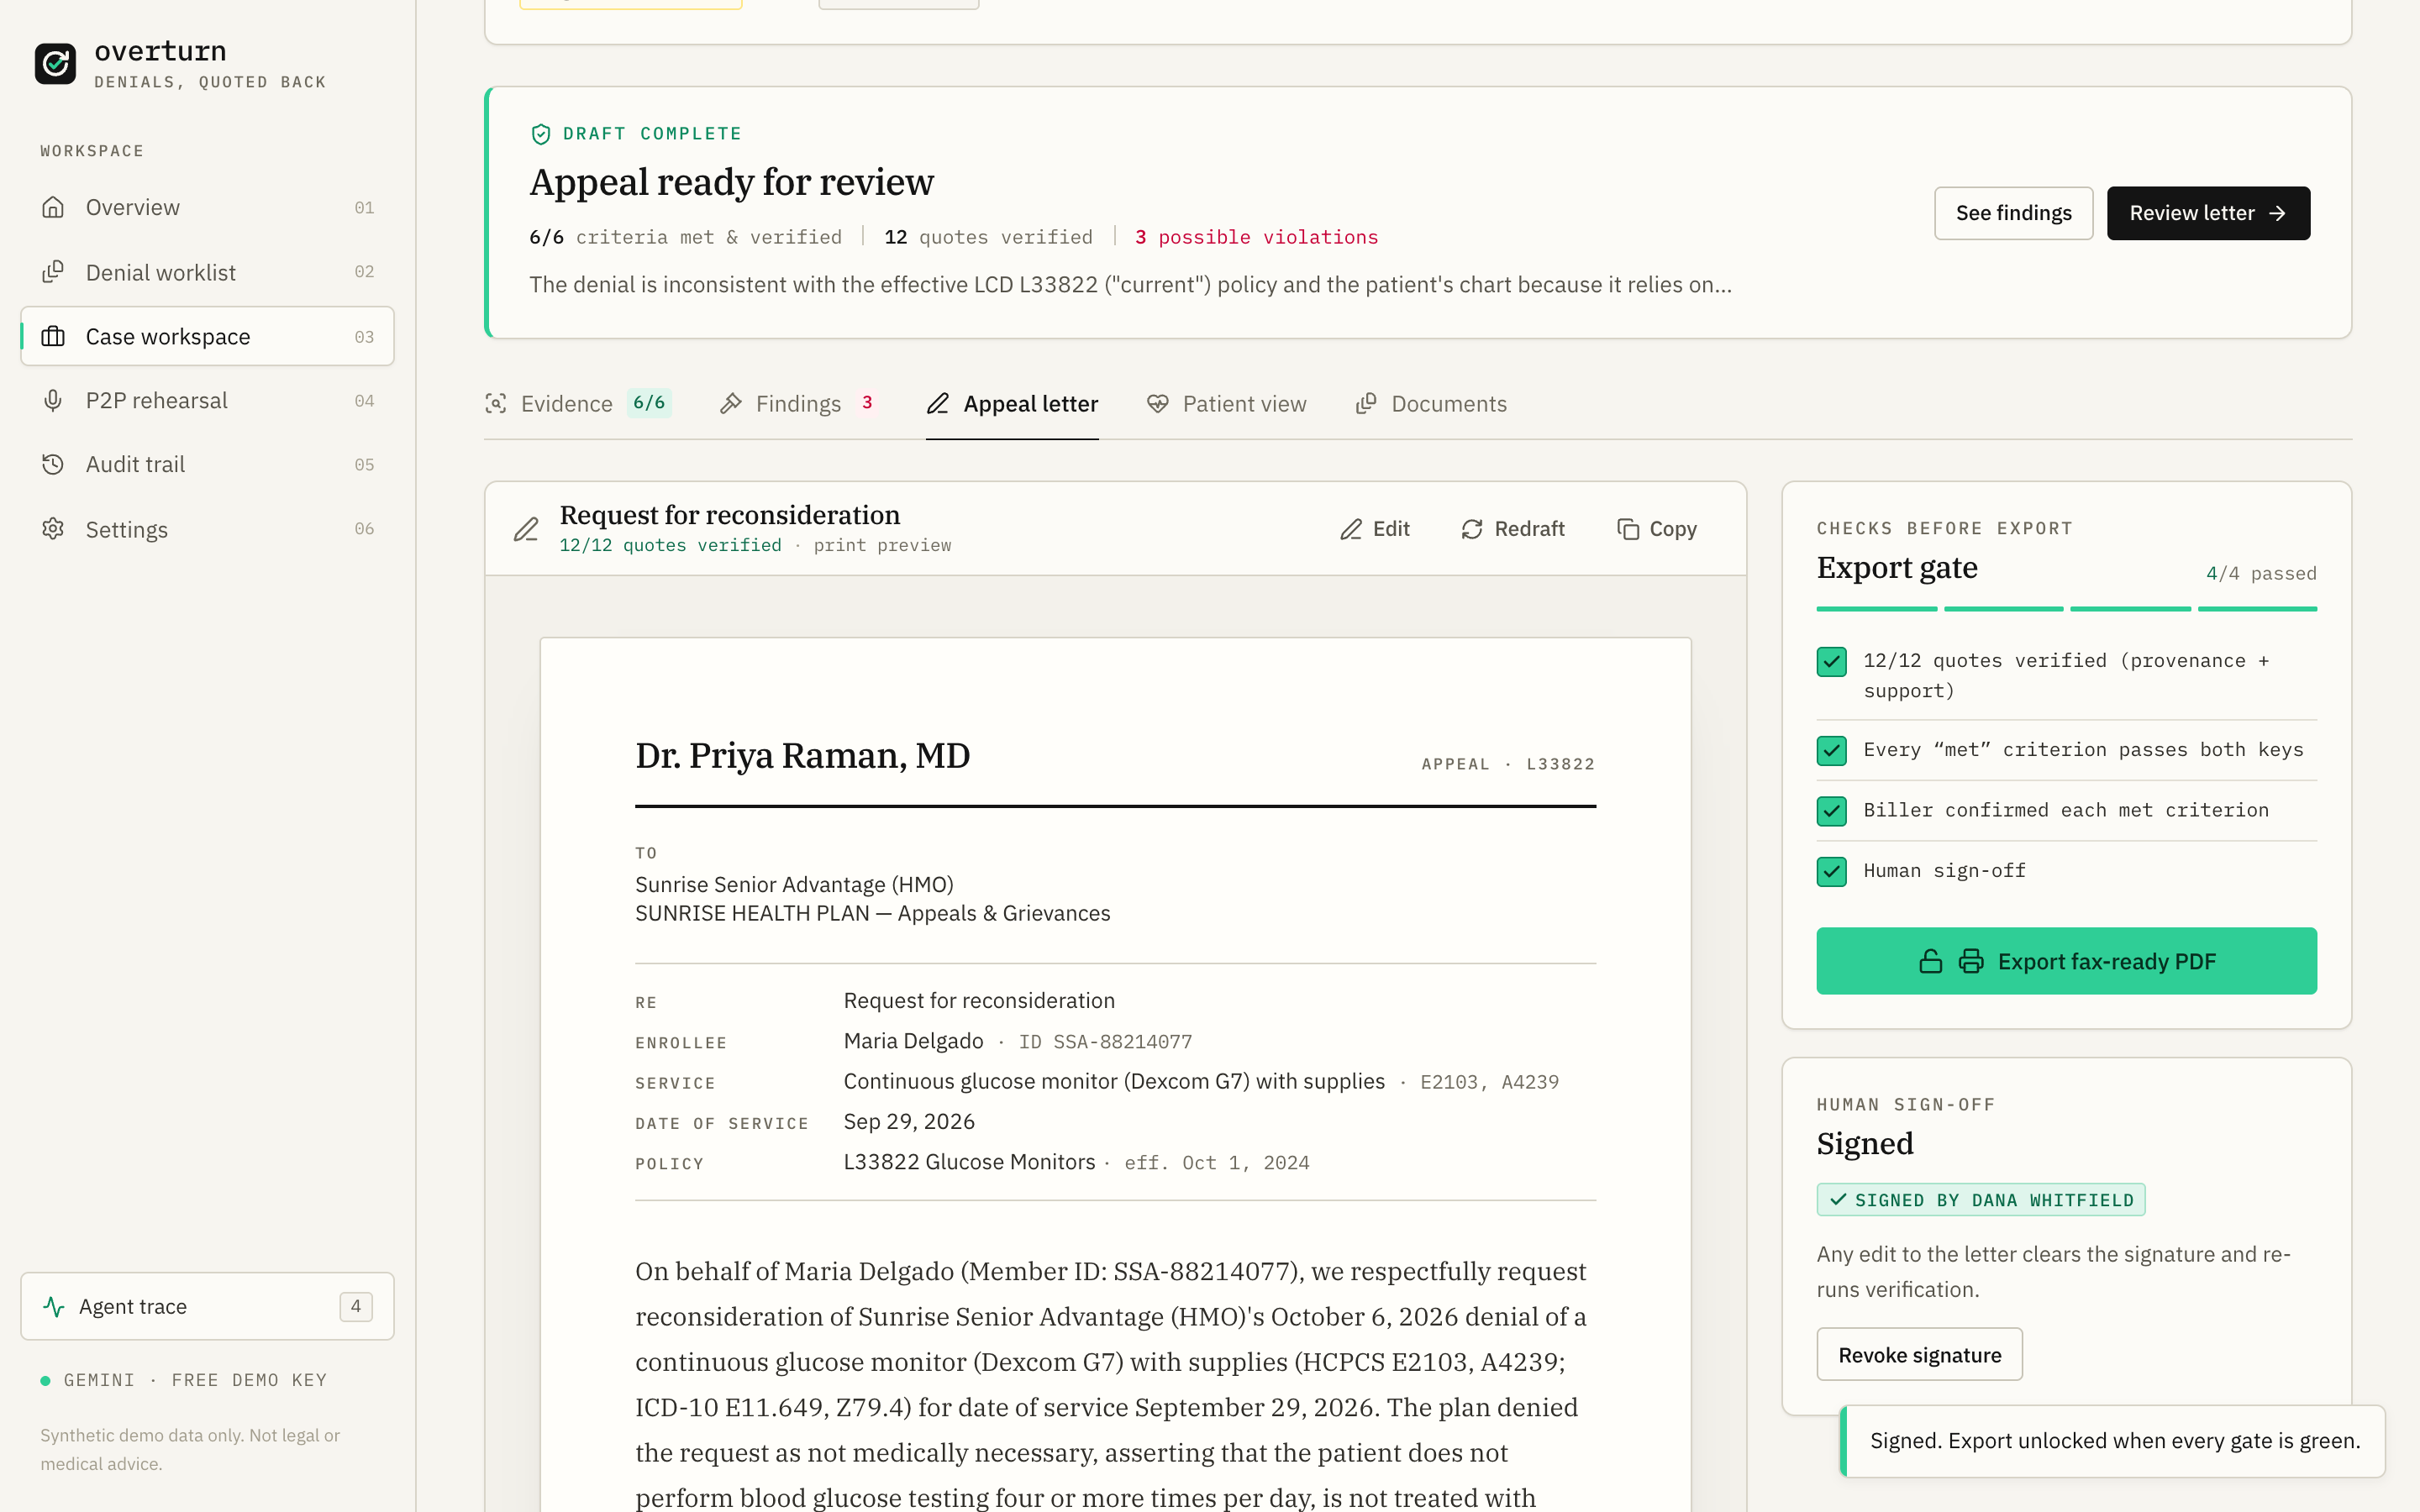 overturn
DENIALS, QUOTED BACK
WORKSPACE
Overview 01
Denial worklist 02
Case workspace 03
P2P rehearsal 04
Audit trail 05
Settings 06
Agent trace 4
GEMINI · FREE DEMO KEY
Synthetic demo data only. Not legal or
medical advice.
DRAFT COMPLETE
Appeal ready for review
6/6 criteria met & verified
12 quotes verified
3 possible violations
The denial is inconsistent with the effective LCD L33822 ("current") policy and the patient's chart because it relies on...
See findings
Review letter
Evidence 6/6
Findings 3
Appeal letter
Patient view
Documents
Request for reconsideration
12/12 quotes verified · print preview
Edit
Redraft
Copy
Dr. Priya Raman, MD
APPEAL · L33822
TO
Sunrise Senior Advantage (HMO)
SUNRISE HEALTH PLAN — Appeals & Grievances
RE Request for reconsideration
ENROLLEE Maria Delgado · ID SSA-88214077
SERVICE Continuous glucose monitor (Dexcom G7) with supplies · E2103, A4239
DATE OF SERVICE Sep 29, 2026
POLICY L33822 Glucose Monitors · eff. Oct 1, 2024
On behalf of Maria Delgado (Member ID: SSA-88214077), we respectfully request
reconsideration of Sunrise Senior Advantage (HMO)'s October 6, 2026 denial of a
continuous glucose monitor (Dexcom G7) with supplies (HCPCS E2103, A4239;
ICD-10 E11.649, Z79.4) for date of service September 29, 2026. The plan denied
the request as not medically necessary, asserting that the patient does not
perform blood glucose testing four or more times per day, is not treated with
CHECKS BEFORE EXPORT
Export gate
4/4 passed
12/12 quotes verified (provenance +
support)
Every “met” criterion passes both keys
Biller confirmed each met criterion
Human sign-off
Export fax-ready PDF
HUMAN SIGN-OFF
Signed
SIGNED BY DANA WHITFIELD
Any edit to the letter clears the signature and re-
runs verification.
Revoke signature
Signed. Export unlocked when every gate is green.